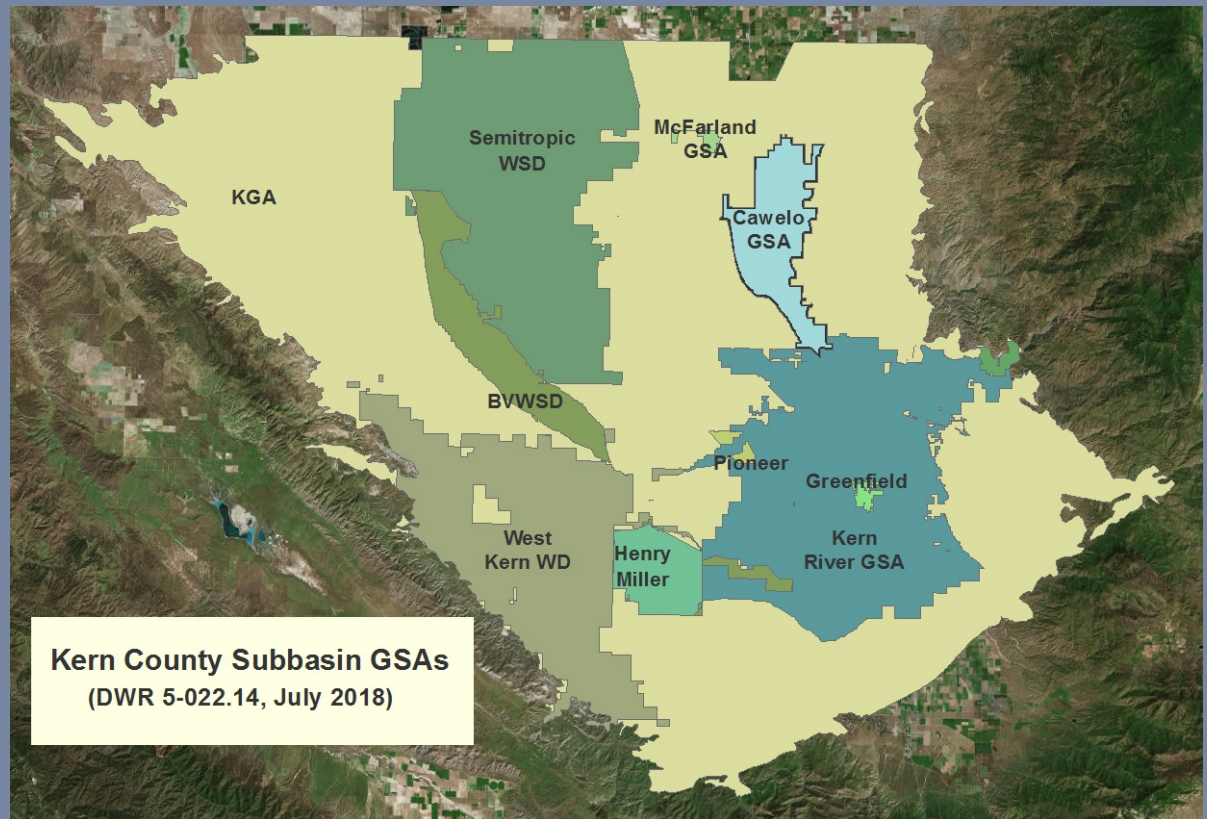 McFarland
GSA
Semitropic
WSD
KGA
Cawelo
GSA
BVWSD
Pioneer
Greenfield
West
Kern WD
Henry
Miller
Kern
River GSA
Kern County Subbasin GSAs
(DWR 5-022.14, July 2018)